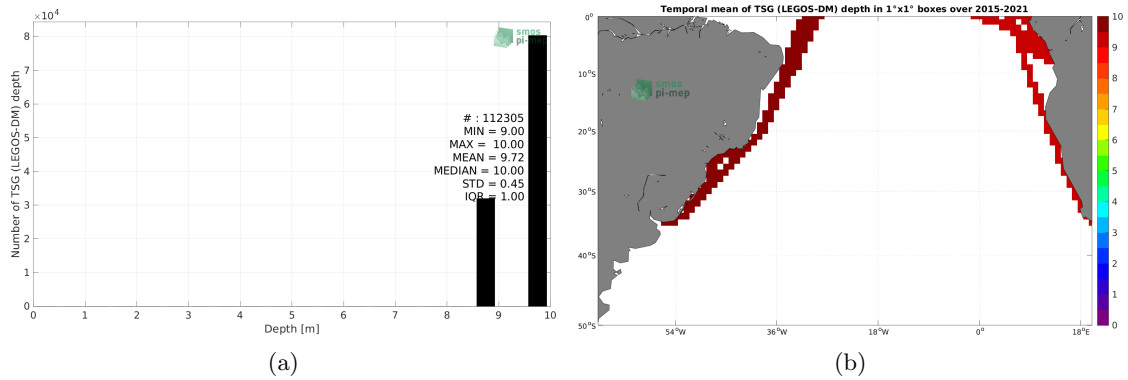 ×10⁴
8
7
6
5
4
3
2
1
0
Number of TSG (LEGOS-DM) depth
smos
pi-mep
# : 112305
MIN = 9.00
MAX = 10.00
MEAN = 9.72
MEDIAN = 10.00
STD = 0.45
IQR = 1.00
0 1 2 3 4 5 6 7 8 9 10
Depth [m]
(a)
Temporal mean of TSG (LEGOS-DM) depth in 1°x1° boxes over 2015-2021
0°
10°S
20°S
30°S
40°S
50°S
smos
pi-mep
54°W 36°W 18°W 0° 18°E
10
9
8
7
6
5
4
3
2
1
0
(b)